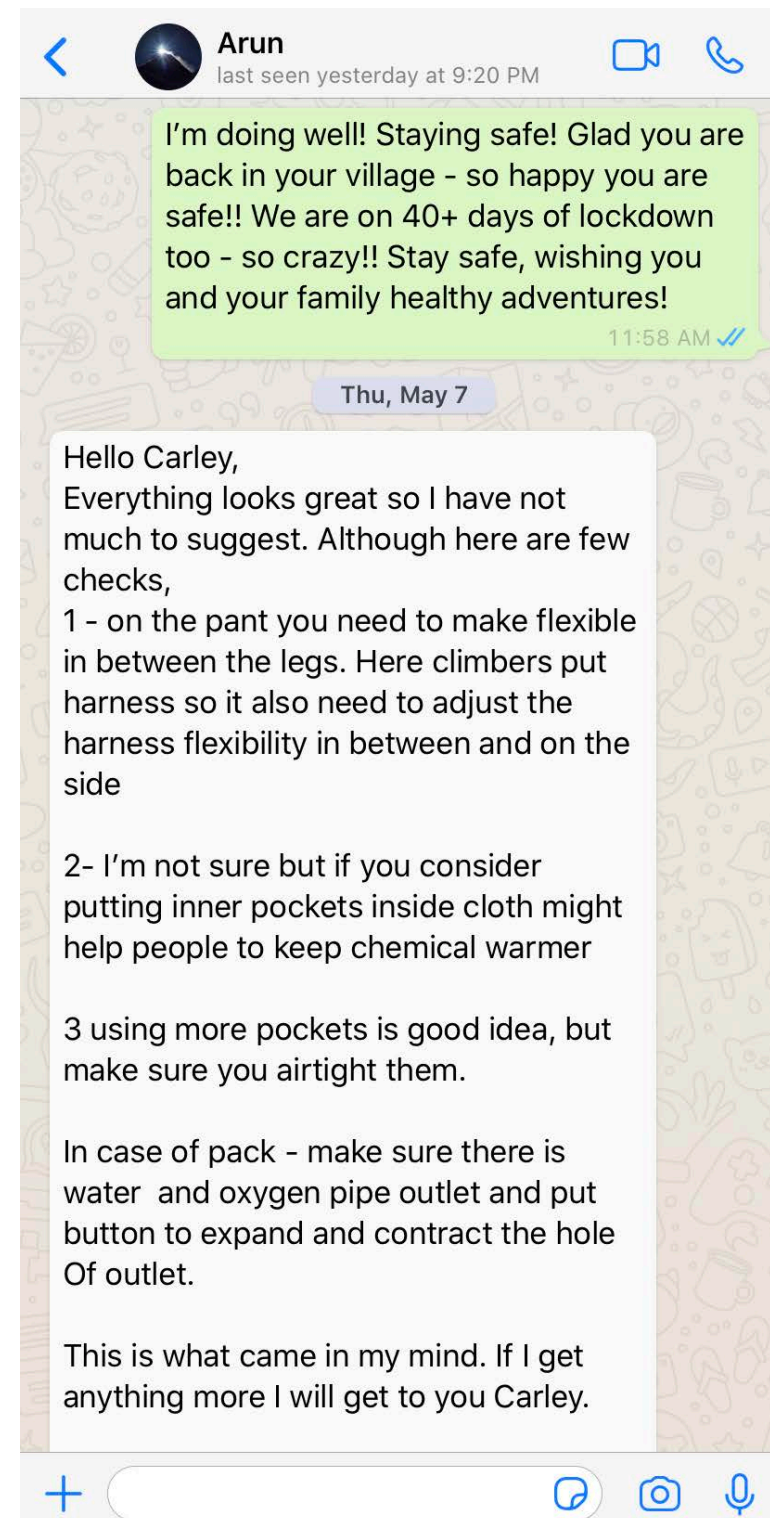 Arun
last seen yesterday at 9:20 PM
I’m doing well! Staying safe! Glad you are
back in your village - so happy you are
safe!! We are on 40+ days of lockdown
too - so crazy!! Stay safe, wishing you
and your family healthy adventures!
11:58 AM
Thu, May 7
Hello Carley,
Everything looks great so I have not
much to suggest. Although here are few
checks,
1 - on the pant you need to make flexible
in between the legs. Here climbers put
harness so it also need to adjust the
harness flexibility in between and on the
side
2- I’m not sure but if you consider
putting inner pockets inside cloth might
help people to keep chemical warmer
3 using more pockets is good idea, but
make sure you airtight them.
In case of pack - make sure there is
water  and oxygen pipe outlet and put
button to expand and contract the hole
Of outlet.
This is what came in my mind. If I get
anything more I will get to you Carley.